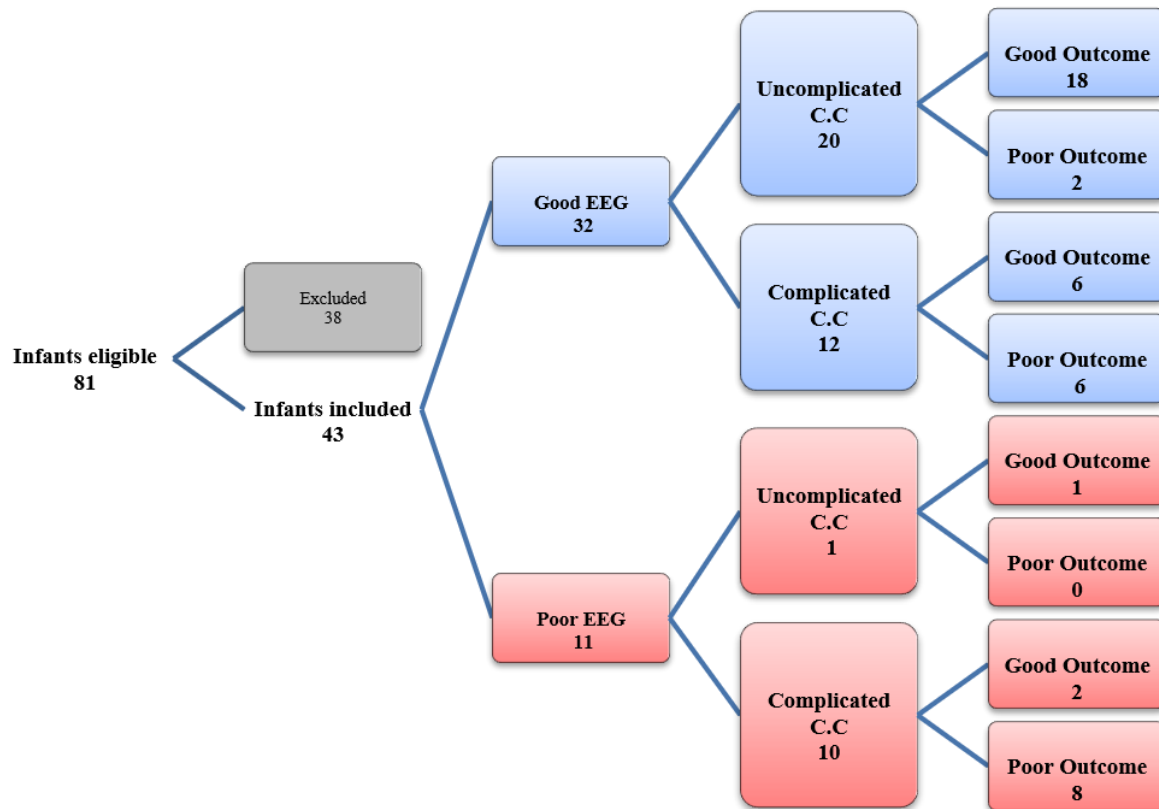 Infants eligible
81
Excluded
38
Infants included
43
Good EEG
32
Poor EEG
11
Uncomplicated
C.C
20
Complicated
C.C
12
Uncomplicated
C.C
1
Complicated
C.C
10
Good Outcome
18
Poor Outcome
2
Good Outcome
6
Poor Outcome
6
Good Outcome
1
Poor Outcome
0
Good Outcome
2
Poor Outcome
8